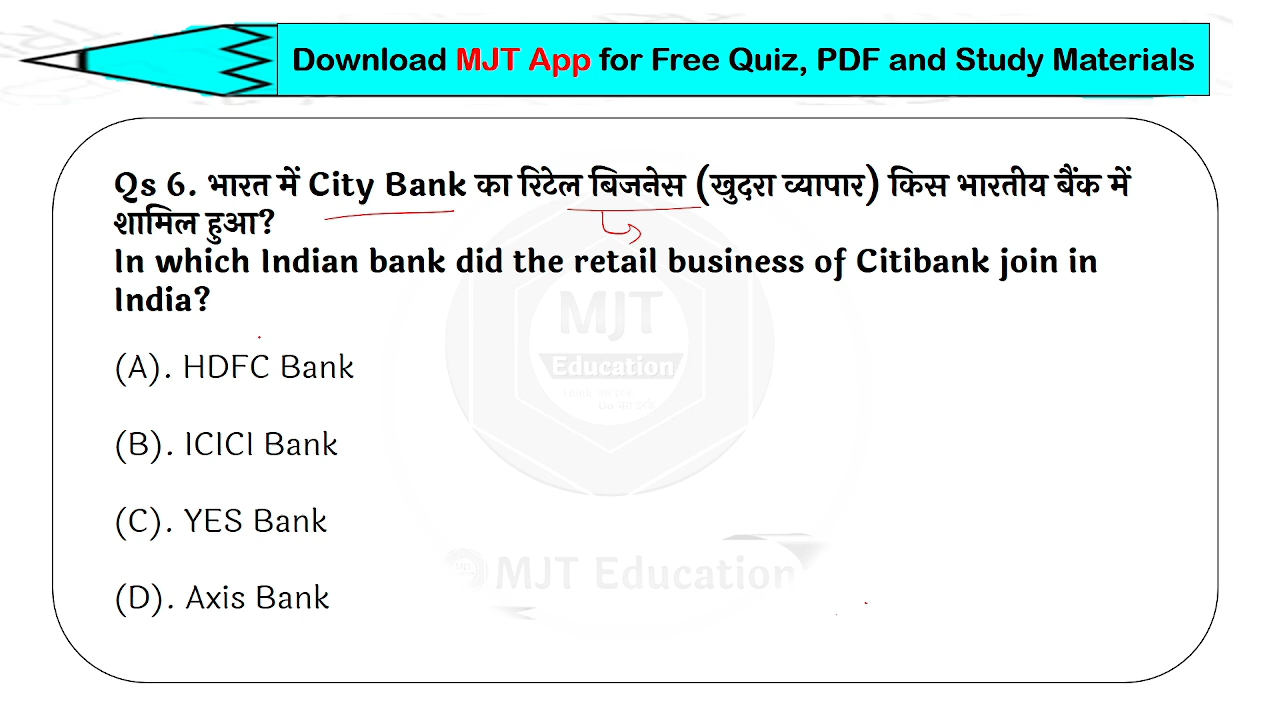 Download MJT App for Free Quiz, PDF and Study Materials
Qs 6. भारत में City Bank का रिटेल बिजनेस (खुदरा व्यापार) किस भारतीय बैंक में
शामिल हुआ?
In which Indian bank did the retail business of Citibank join in
India?
MJT
(A). HDFC Bank
Education
(B). ICICI Bank
(C). YES Bank
MJT Education
(D). Axis Bank